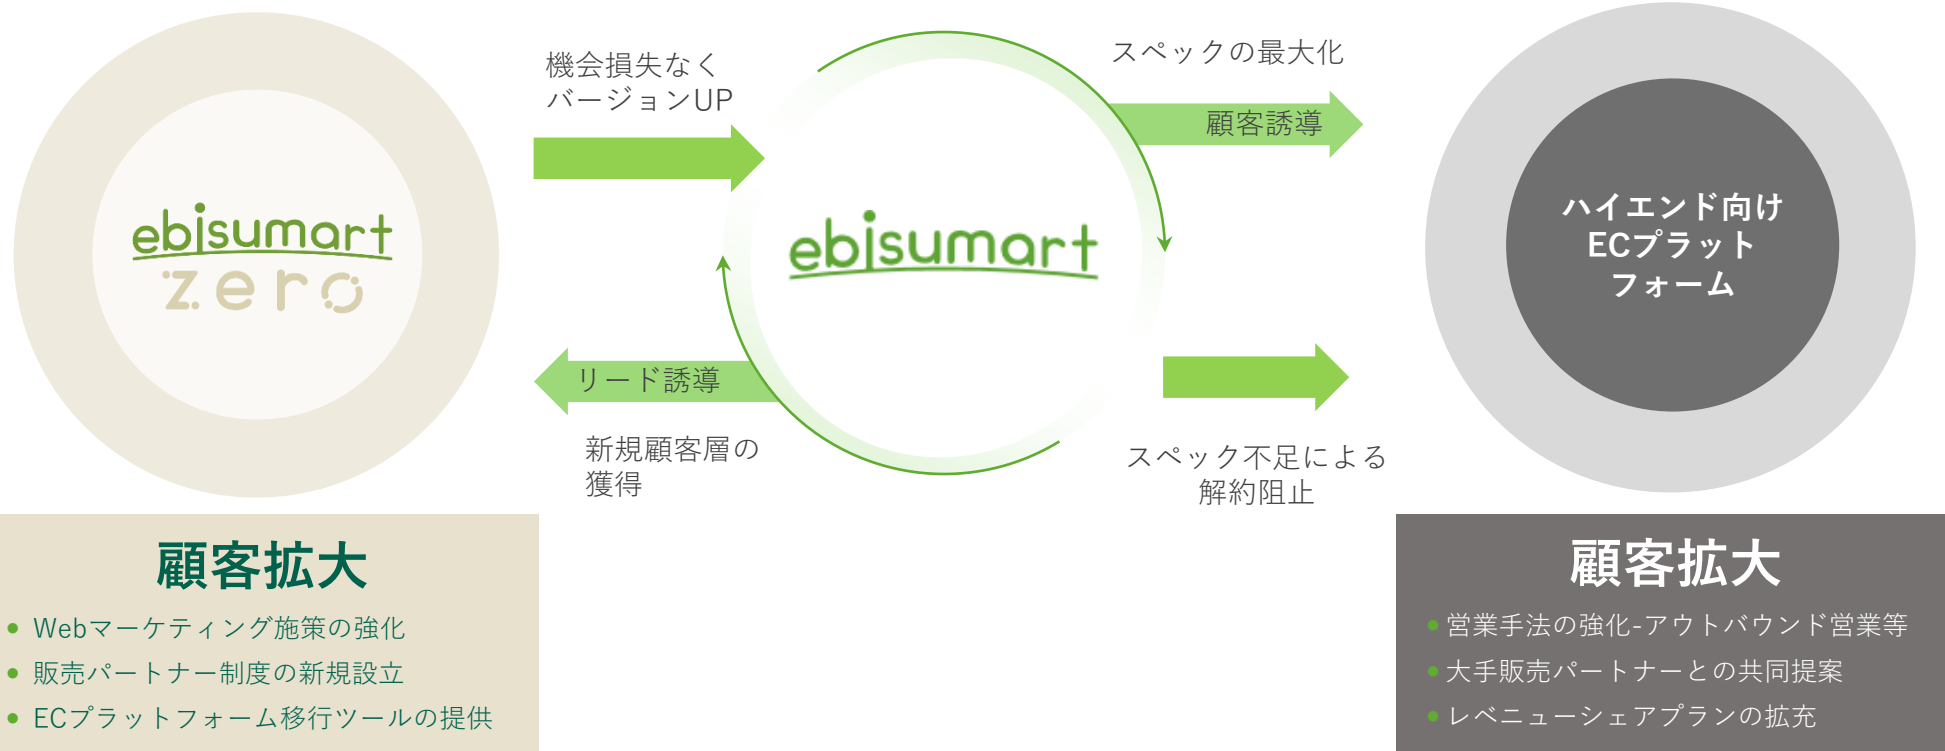 機会損失なく
バージョンUP
スペックの最大化
顧客誘導
ebisumart
zero
ebisumart
ハイエンド向け
ECプラット
フォーム
リード誘導
新規顧客層の
獲得
スペック不足による
解約阻止
顧客拡大
• Webマーケティング施策の強化
• 販売パートナー制度の新規設立
• ECプラットフォーム移行ツールの提供
顧客拡大
• 営業手法の強化-アウトバウンド営業等
• 大手販売パートナーとの共同提案
• レベニューシェアプランの拡充